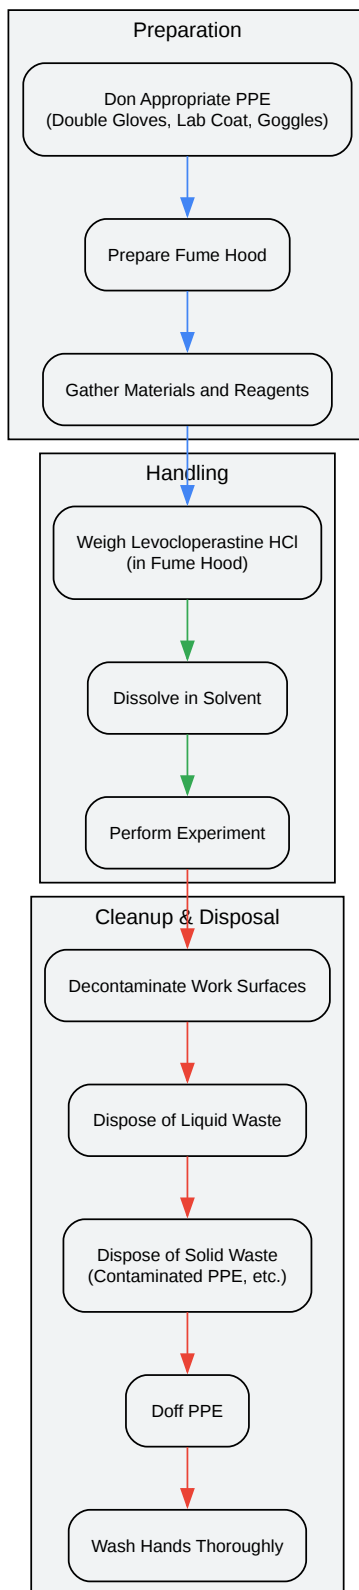 Preparation
Don Appropriate PPE
(Double Gloves, Lab Coat, Goggles)
Prepare Fume Hood
Gather Materials and Reagents
Handling
Weigh Levocloperastine HCl
(in Fume Hood)
Dissolve in Solvent
Perform Experiment
Cleanup & Disposal
Decontaminate Work Surfaces
Dispose of Liquid Waste
Dispose of Solid Waste
(Contaminated PPE, etc.)
Doff PPE
Wash Hands Thoroughly